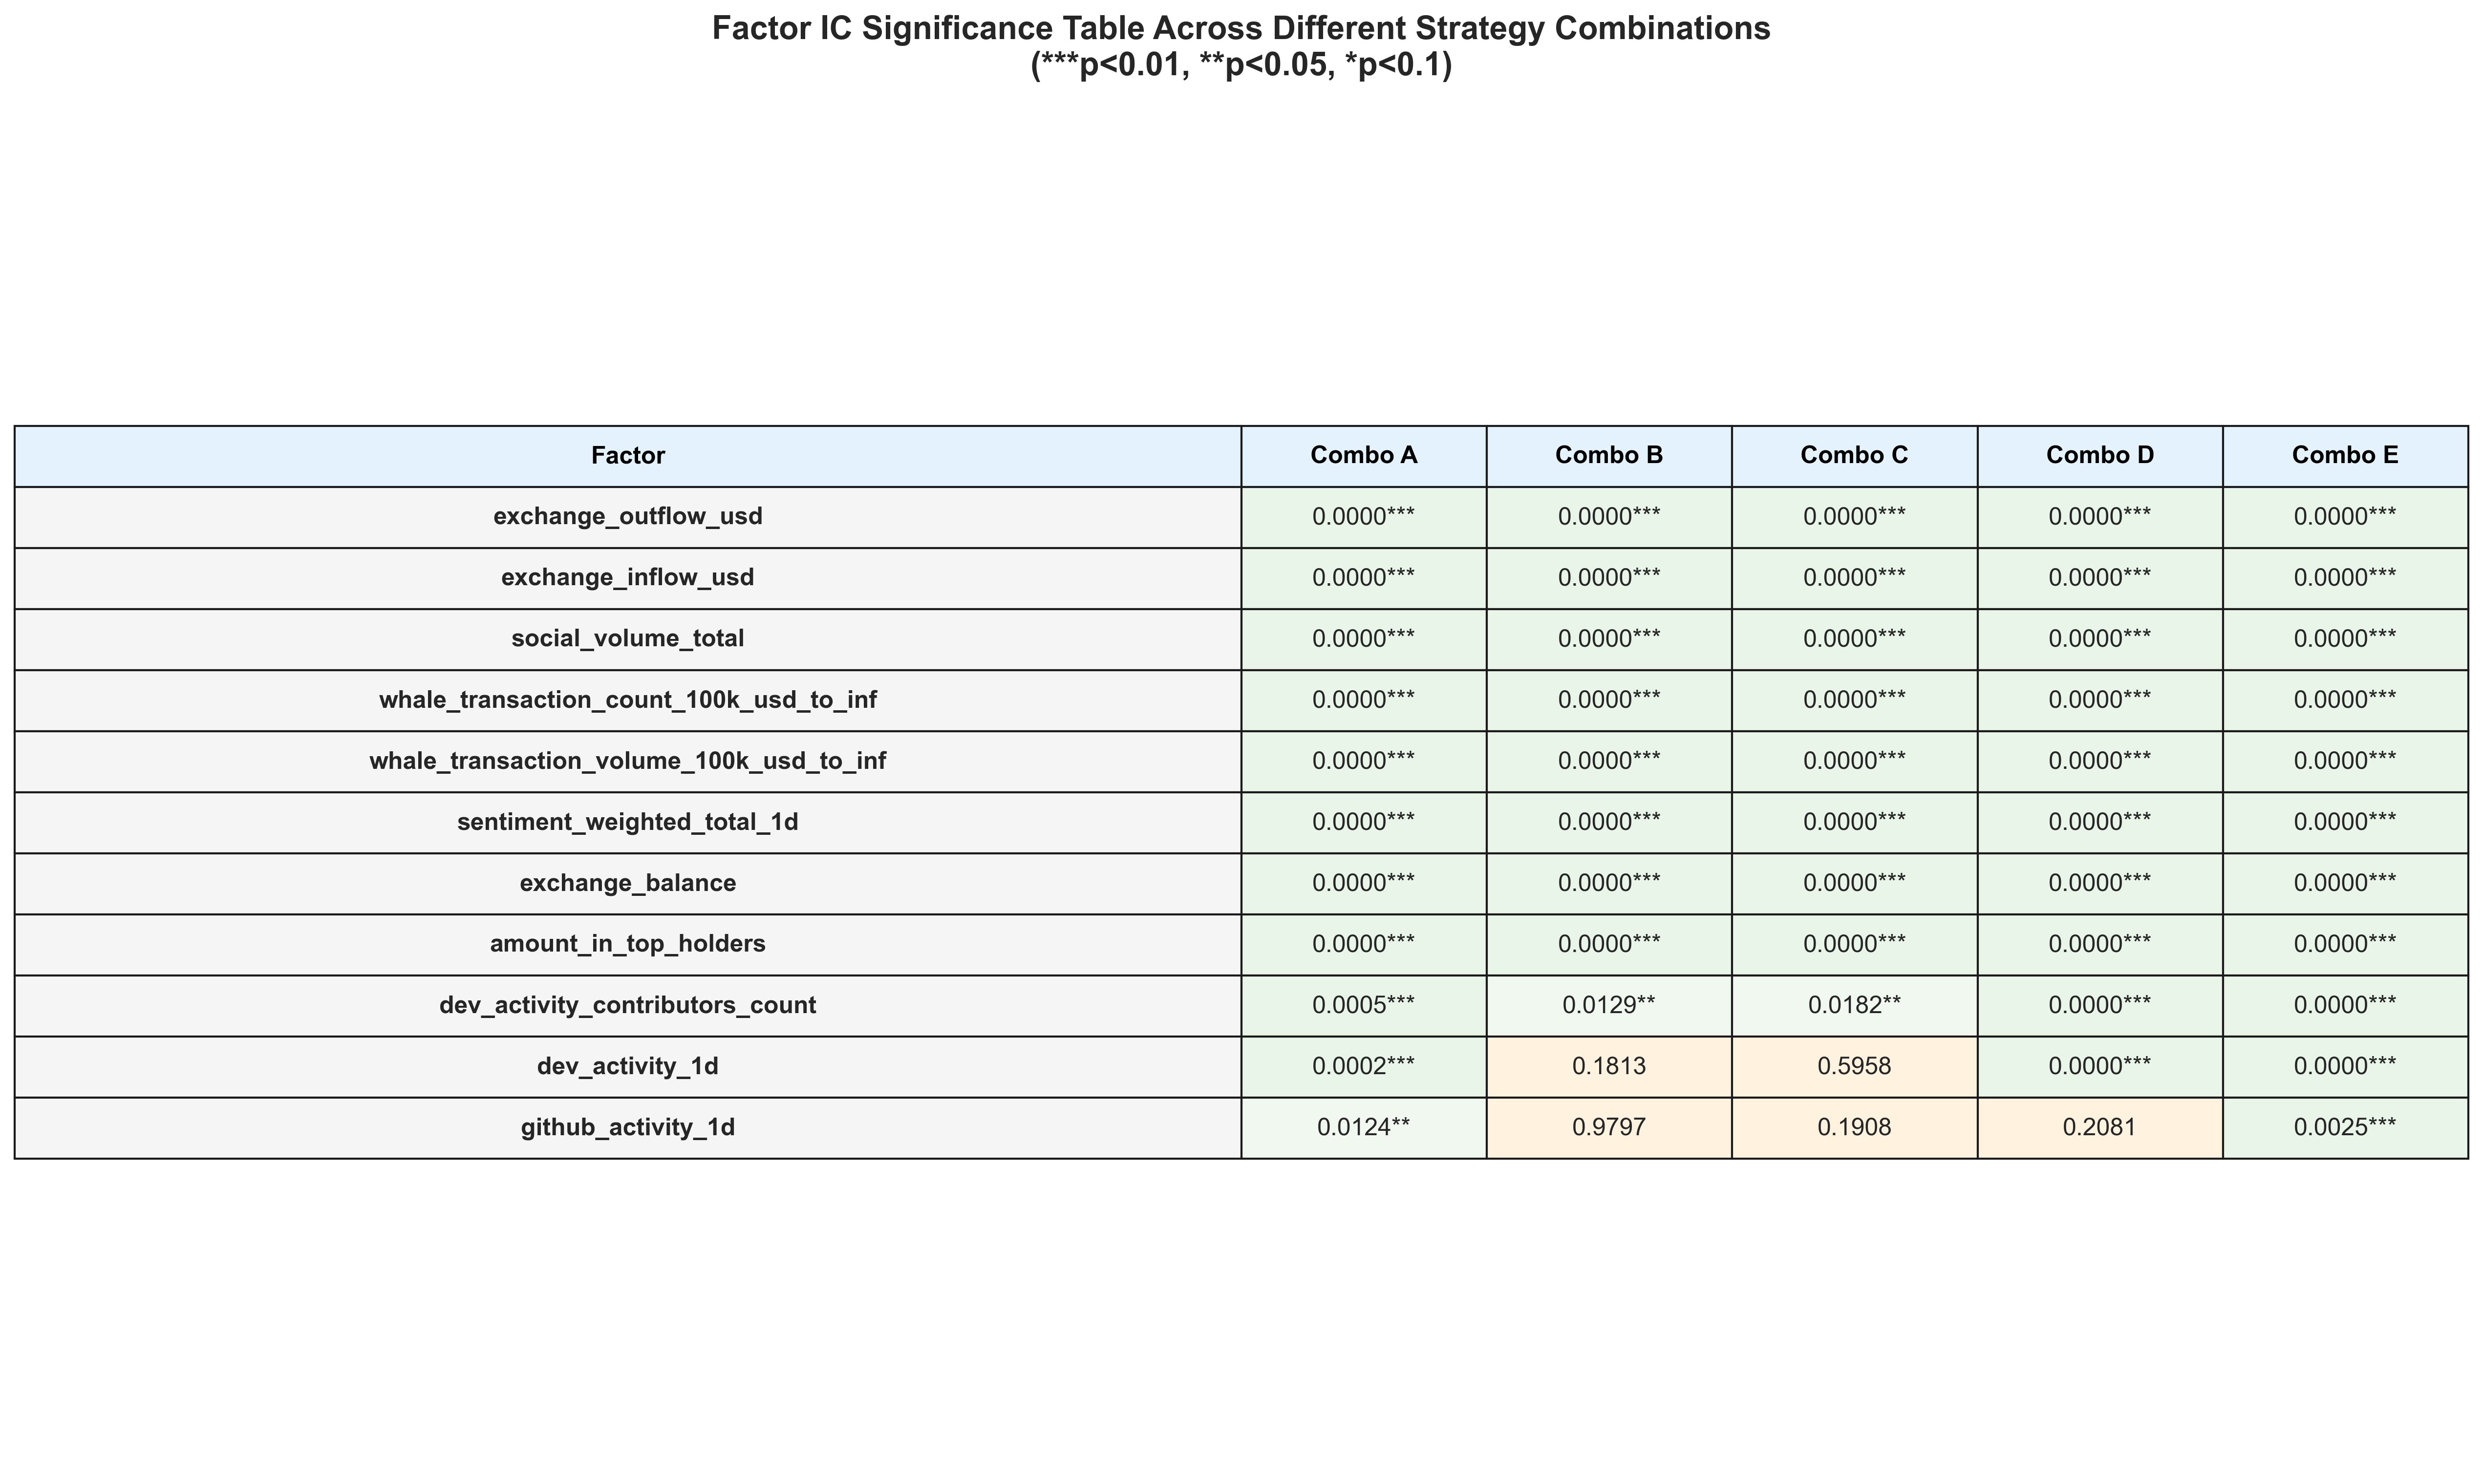 Factor IC Significance Table Across Different Strategy Combinations
(***p<0.01, **p<0.05, *p<0.1)
Factor Combo A Combo B Combo C Combo D Combo E
exchange_outflow_usd 0.0000*** 0.0000*** 0.0000*** 0.0000*** 0.0000***
exchange_inflow_usd 0.0000*** 0.0000*** 0.0000*** 0.0000*** 0.0000***
social_volume_total 0.0000*** 0.0000*** 0.0000*** 0.0000*** 0.0000***
whale_transaction_count_100k_usd_to_inf 0.0000*** 0.0000*** 0.0000*** 0.0000*** 0.0000***
whale_transaction_volume_100k_usd_to_inf 0.0000*** 0.0000*** 0.0000*** 0.0000*** 0.0000***
sentiment_weighted_total_1d 0.0000*** 0.0000*** 0.0000*** 0.0000*** 0.0000***
exchange_balance 0.0000*** 0.0000*** 0.0000*** 0.0000*** 0.0000***
amount_in_top_holders 0.0000*** 0.0000*** 0.0000*** 0.0000*** 0.0000***
dev_activity_contributors_count 0.0005*** 0.0129** 0.0182** 0.0000*** 0.0000***
dev_activity_1d 0.0002*** 0.1813 0.5958 0.0000*** 0.0000***
github_activity_1d 0.0124** 0.9797 0.1908 0.2081 0.0025***